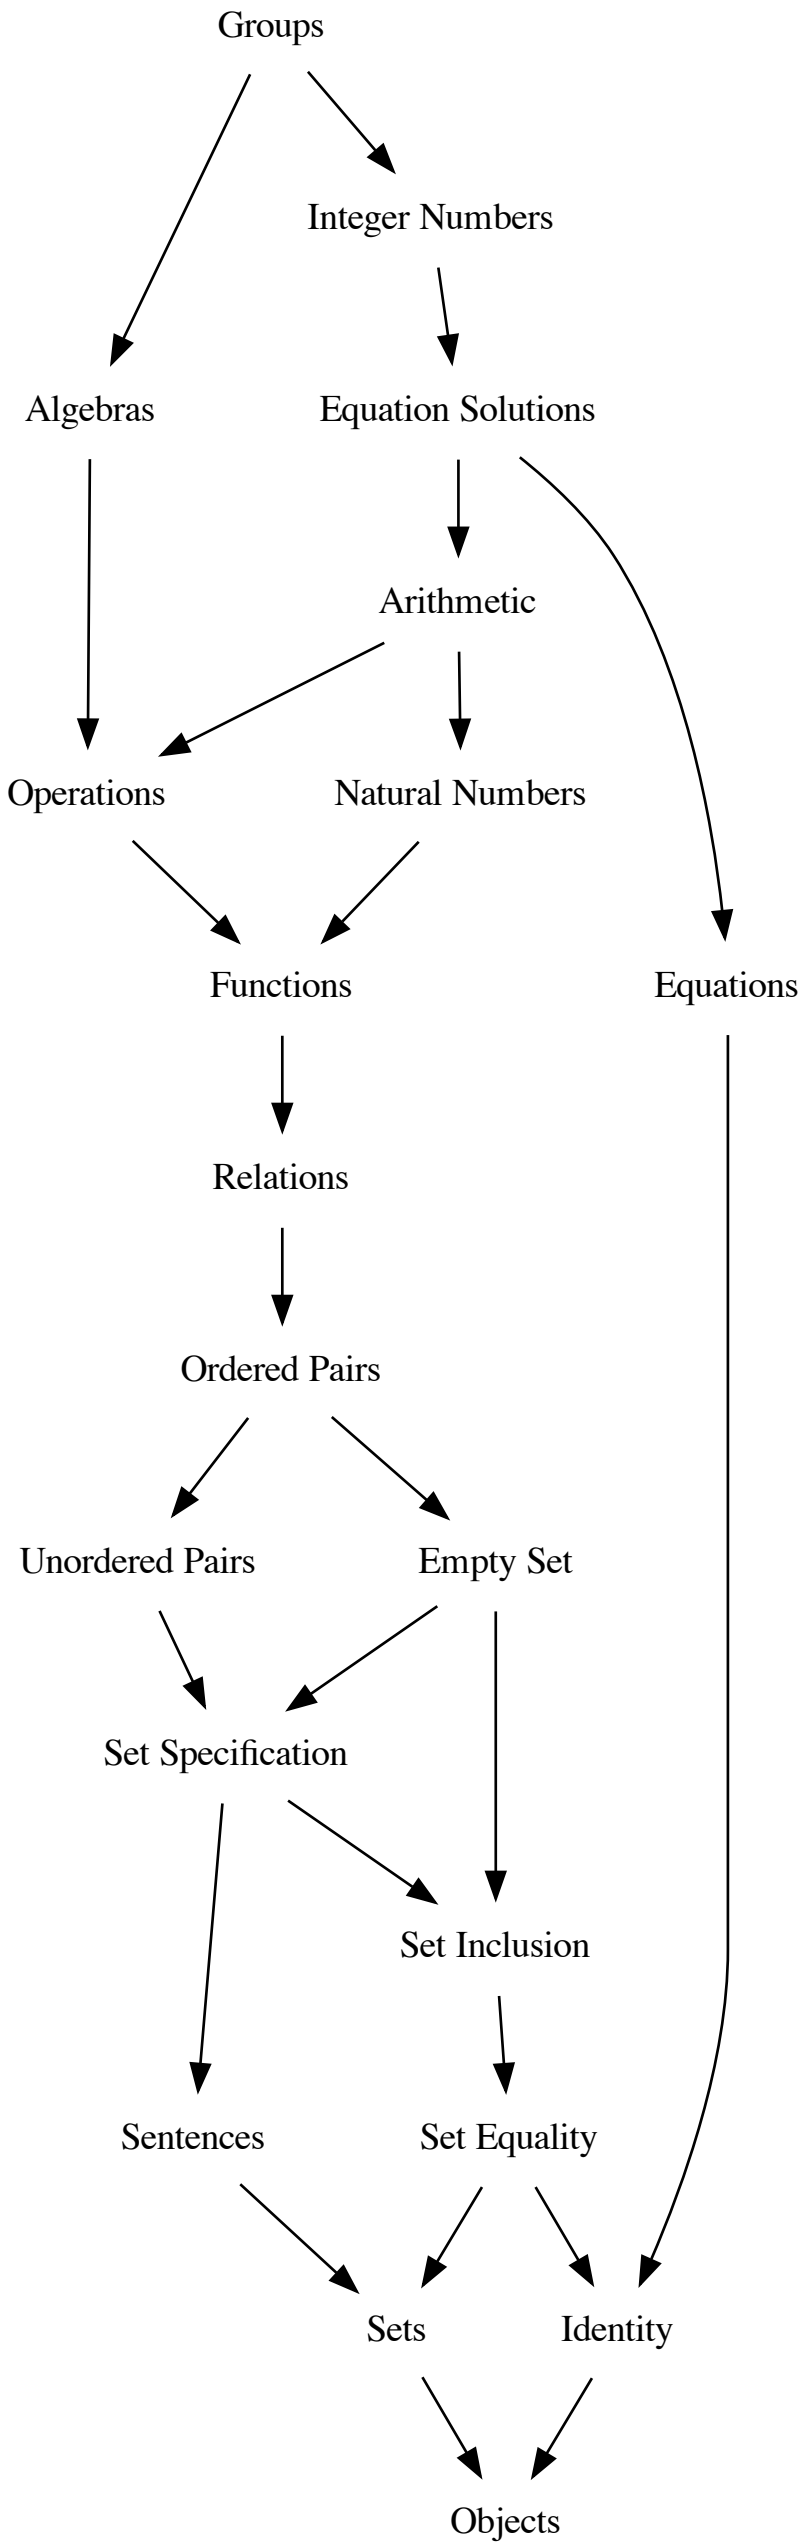 Groups
Integer Numbers
Algebras
Equation Solutions
Arithmetic
Operations
Natural Numbers
Functions
Equations
Relations
Ordered Pairs
Unordered Pairs
Empty Set
Set Specification
Set Inclusion
Sentences
Set Equality
Sets
Identity
Objects